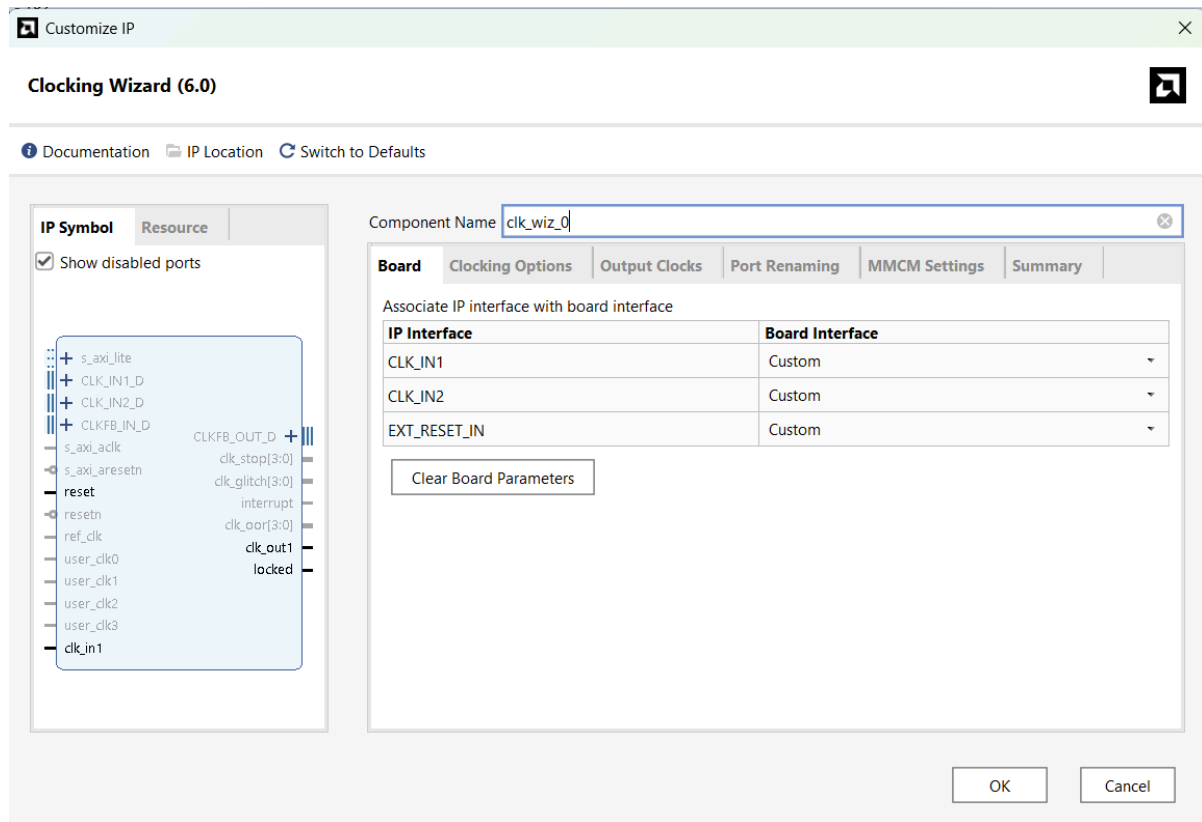 Customize IP
Clocking Wizard (6.0)
Documentation IP Location Switch to Defaults
IP Symbol Resource
Show disabled ports
s_axi_lite
CLK_IN1_D
CLK_IN2_D
CLKFB_IN_D
s_axi_aclk
s_axi_aresetn
reset
resetn
ref_clk
user_clk0
user_clk1
user_clk2
user_clk3
clk_in1
CLKFB_OUT_D
clk_stop[3:0]
clk_glitch[3:0]
interrupt
clk_oor[3:0]
clk_out1
locked
Component Name clk_wiz_0
Board Clocking Options Output Clocks Port Renaming MMCM Settings Summary
Associate IP interface with board interface
IP Interface Board Interface
CLK_IN1 Custom
CLK_IN2 Custom
EXT_RESET_IN Custom
Clear Board Parameters
OK Cancel